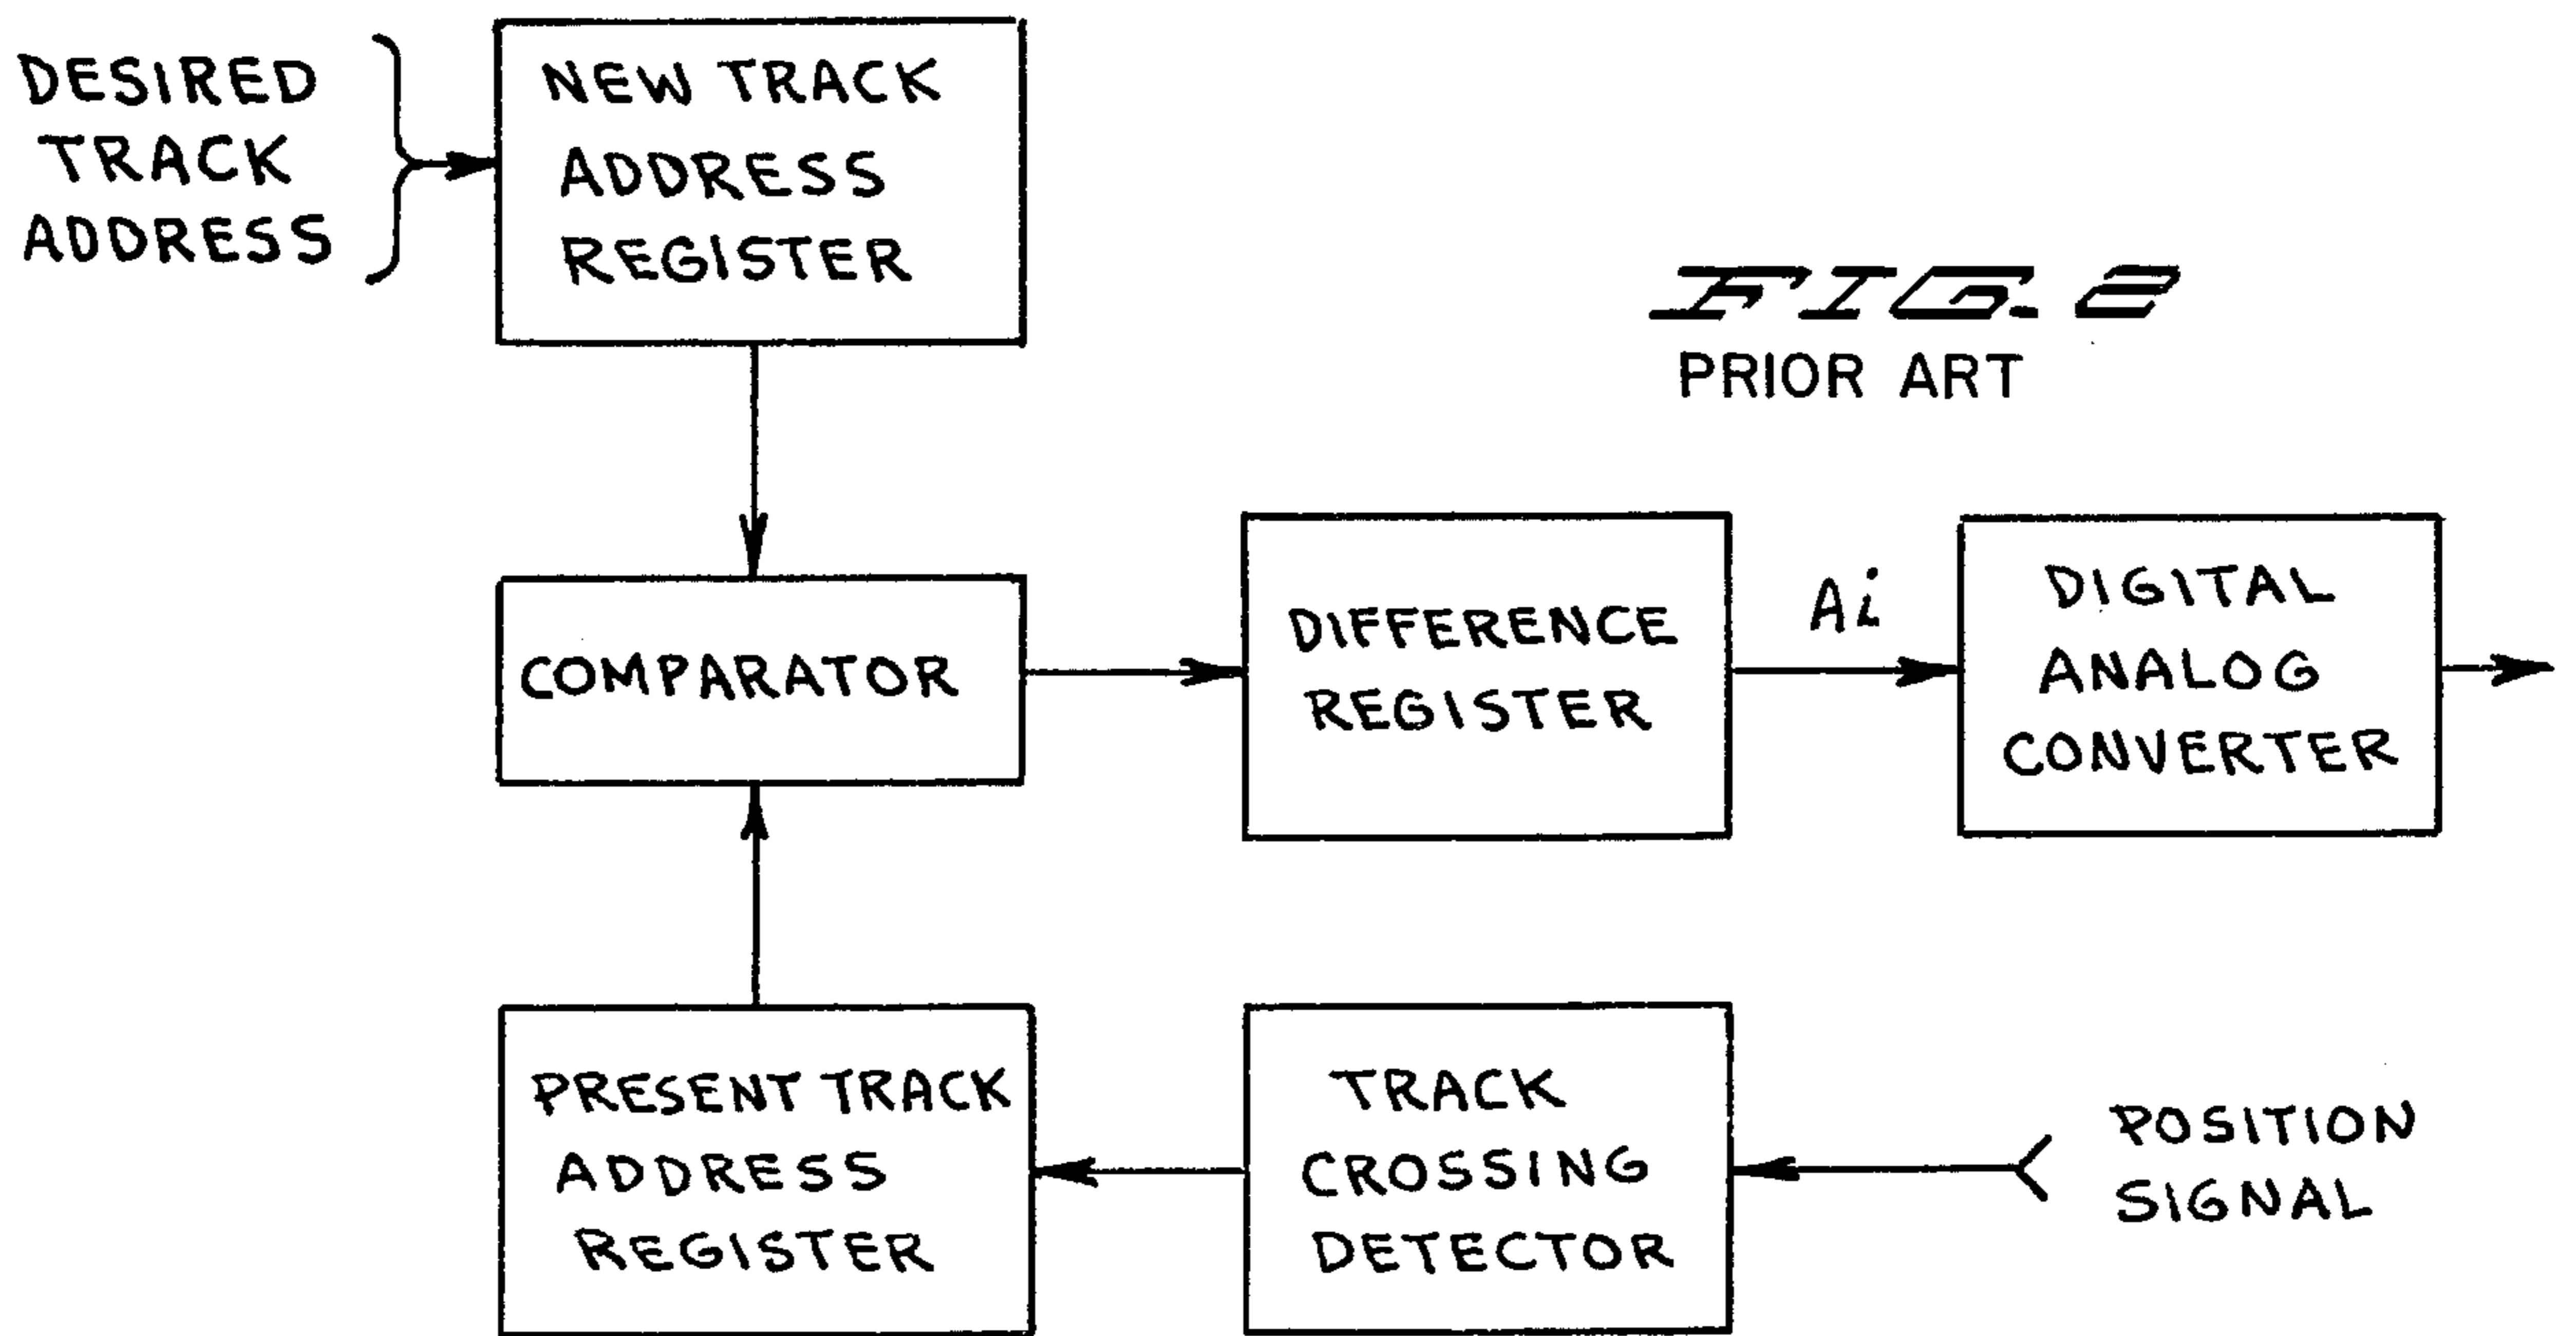 DESIRED
TRACK
ADDRESS
NEW TRACK
ADDRESS
REGISTER
FIG. 2
PRIOR ART
COMPARATOR
DIFFERENCE
REGISTER
Ai
DIGITAL
ANALOG
CONVERTER
PRESENT TRACK
ADDRESS
REGISTER
TRACK
CROSSING
DETECTOR
POSITION
SIGNAL